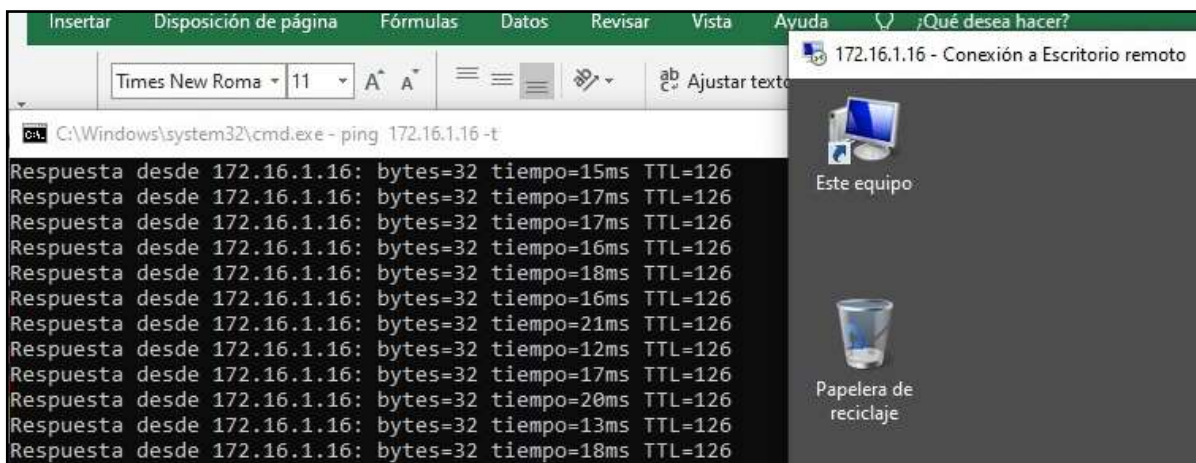 Insertar Disposición de página Fórmulas Datos Revisar Vista Ayuda ¿Qué desea hacer?
172.16.1.16 - Conexión a Escritorio remoto
Times New Roma 11 A A ab c Ajustar texto
C:\Windows\system32\cmd.exe - ping 172.16.1.16 -t
Respuesta desde 172.16.1.16: bytes=32 tiempo=15ms TTL=126
Respuesta desde 172.16.1.16: bytes=32 tiempo=17ms TTL=126
Respuesta desde 172.16.1.16: bytes=32 tiempo=17ms TTL=126
Respuesta desde 172.16.1.16: bytes=32 tiempo=16ms TTL=126
Respuesta desde 172.16.1.16: bytes=32 tiempo=18ms TTL=126
Respuesta desde 172.16.1.16: bytes=32 tiempo=16ms TTL=126
Respuesta desde 172.16.1.16: bytes=32 tiempo=21ms TTL=126
Respuesta desde 172.16.1.16: bytes=32 tiempo=12ms TTL=126
Respuesta desde 172.16.1.16: bytes=32 tiempo=17ms TTL=126
Respuesta desde 172.16.1.16: bytes=32 tiempo=20ms TTL=126
Respuesta desde 172.16.1.16: bytes=32 tiempo=13ms TTL=126
Respuesta desde 172.16.1.16: bytes=32 tiempo=18ms TTL=126
Este equipo
Papelera de
reciclaje